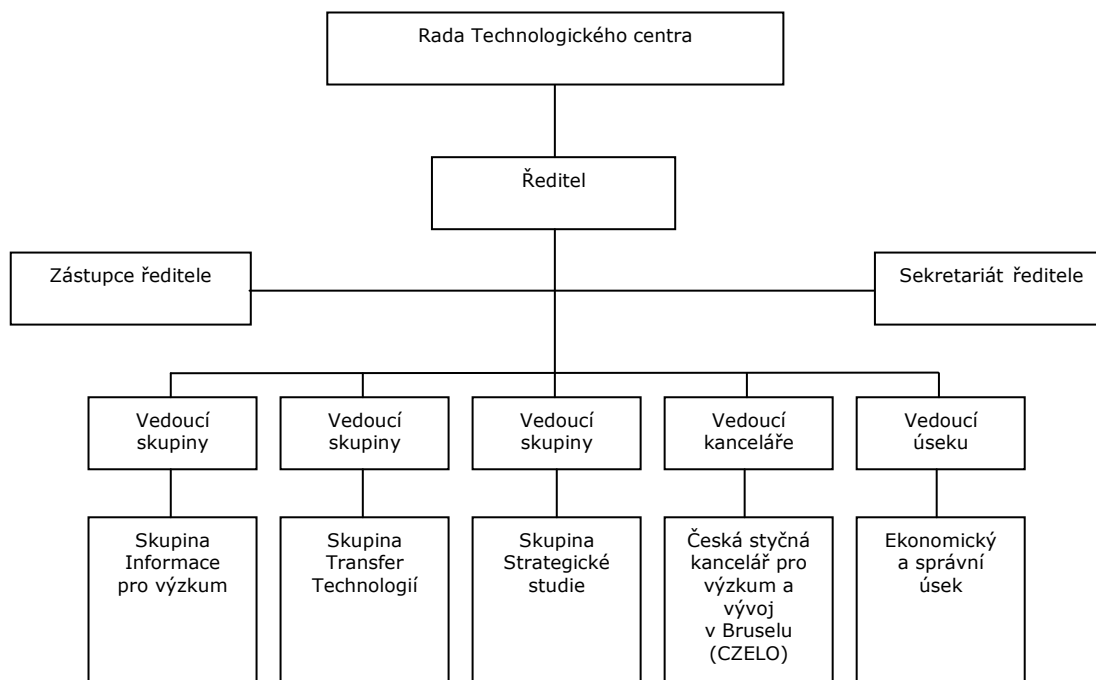 Rada Technologického centra
Ředitel
Zástupce ředitele
Sekretariát ředitele
Vedoucí
skupiny
Vedoucí
skupiny
Vedoucí
skupiny
Vedoucí
kanceláře
Vedoucí
úseku
Skupina
Informace
pro výzkum
Skupina
Transfer
Technologií
Skupina
Strategické
studie
Česká styčná
kancelář pro
výzkum a
vývoj
v Bruselu
(CZELO)
Ekonomický
a správní
úsek